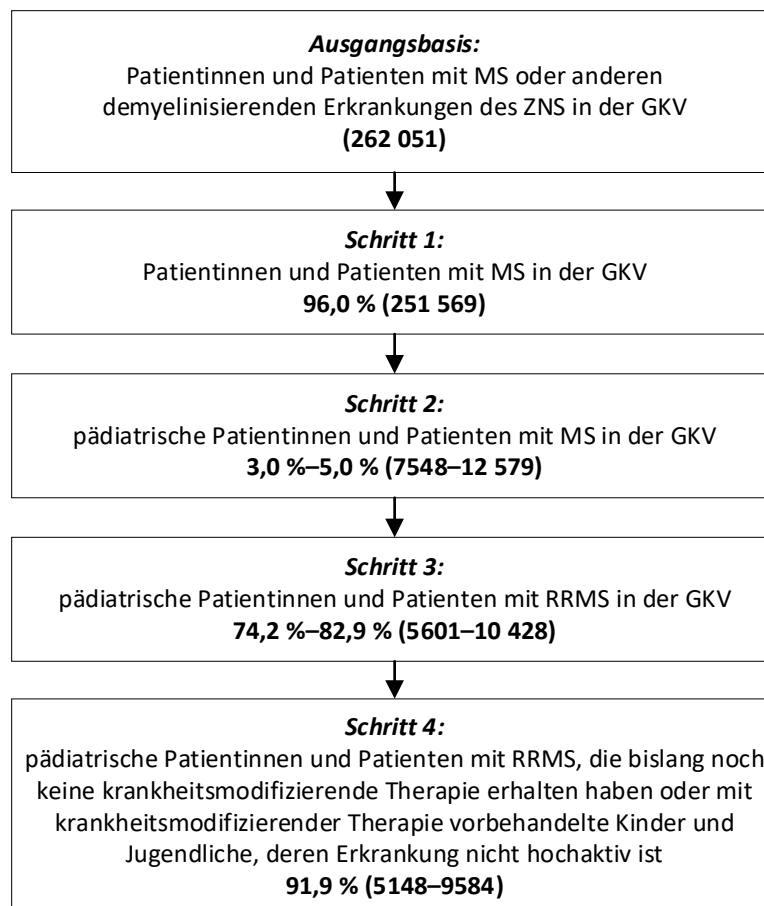 Ausgangsbasis:
Patientinnen und Patienten mit MS oder anderen
demyelinisierenden Erkrankungen des ZNS in der GKV
(262 051)
Schritt 1:
Patientinnen und Patienten mit MS in der GKV
96,0 % (251 569)
Schritt 2:
pädiatrische Patientinnen und Patienten mit MS in der GKV
3,0 %–5,0 % (7548–12 579)
Schritt 3:
pädiatrische Patientinnen und Patienten mit RRMS in der GKV
74,2 %–82,9 % (5601–10 428)
Schritt 4:
pädiatrische Patientinnen und Patienten mit RRMS, die bislang noch
keine krankheitsmodifizierende Therapie erhalten haben oder mit
krankheitsmodifizierender Therapie vorbehandelte Kinder und
Jugendliche, deren Erkrankung nicht hochaktiv ist
91,9 % (5148–9584)